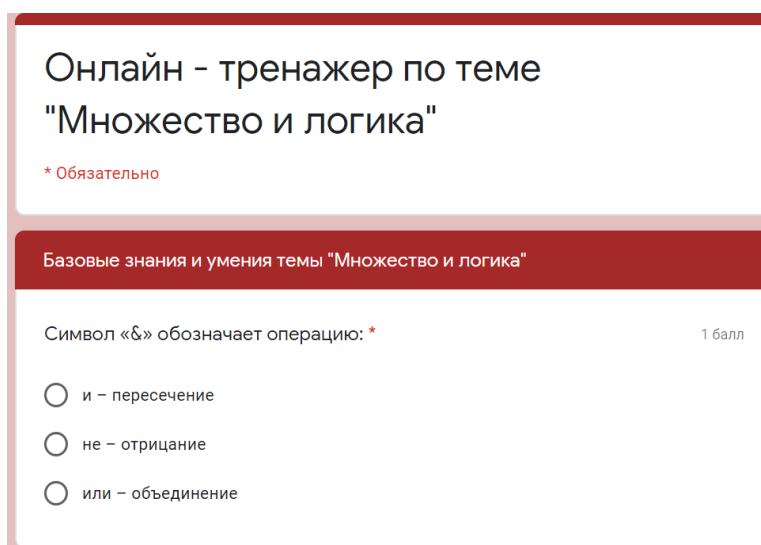 Онлайн - тренажер по теме
"Множество и логика"
* Обязательно
Базовые знания и умения темы "Множество и логика"
Символ «&» обозначает операцию: *
1 балл
и – пересечение
не – отрицание
или – объединение